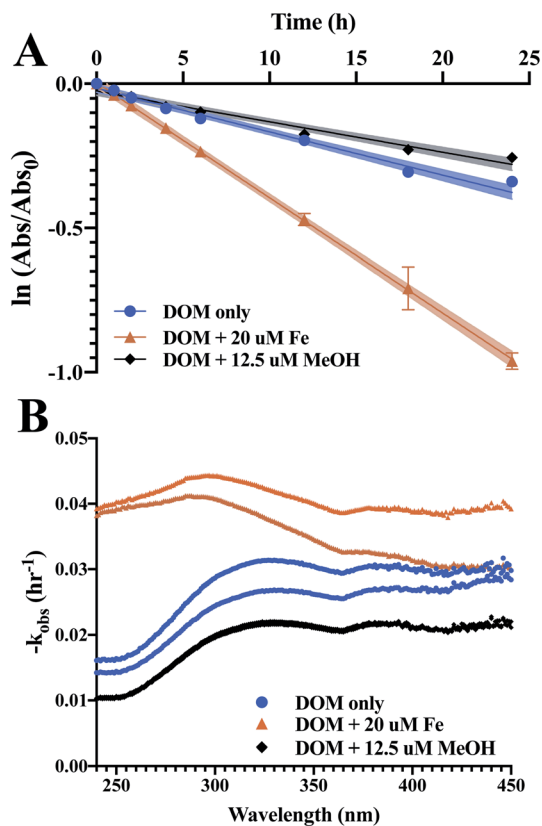 Time (h)
A
0 5 10 15 20 25
0.0
-0.5
-1.0
ln (Abs/Abs0)
DOM only
DOM + 20 uM Fe
DOM + 12.5 uM MeOH
B
0.05
0.04
0.03
0.02
0.01
0.00
-kobs (hr-1)
DOM only
DOM + 20 uM Fe
DOM + 12.5 uM MeOH
250 300 350 400 450
Wavelength (nm)